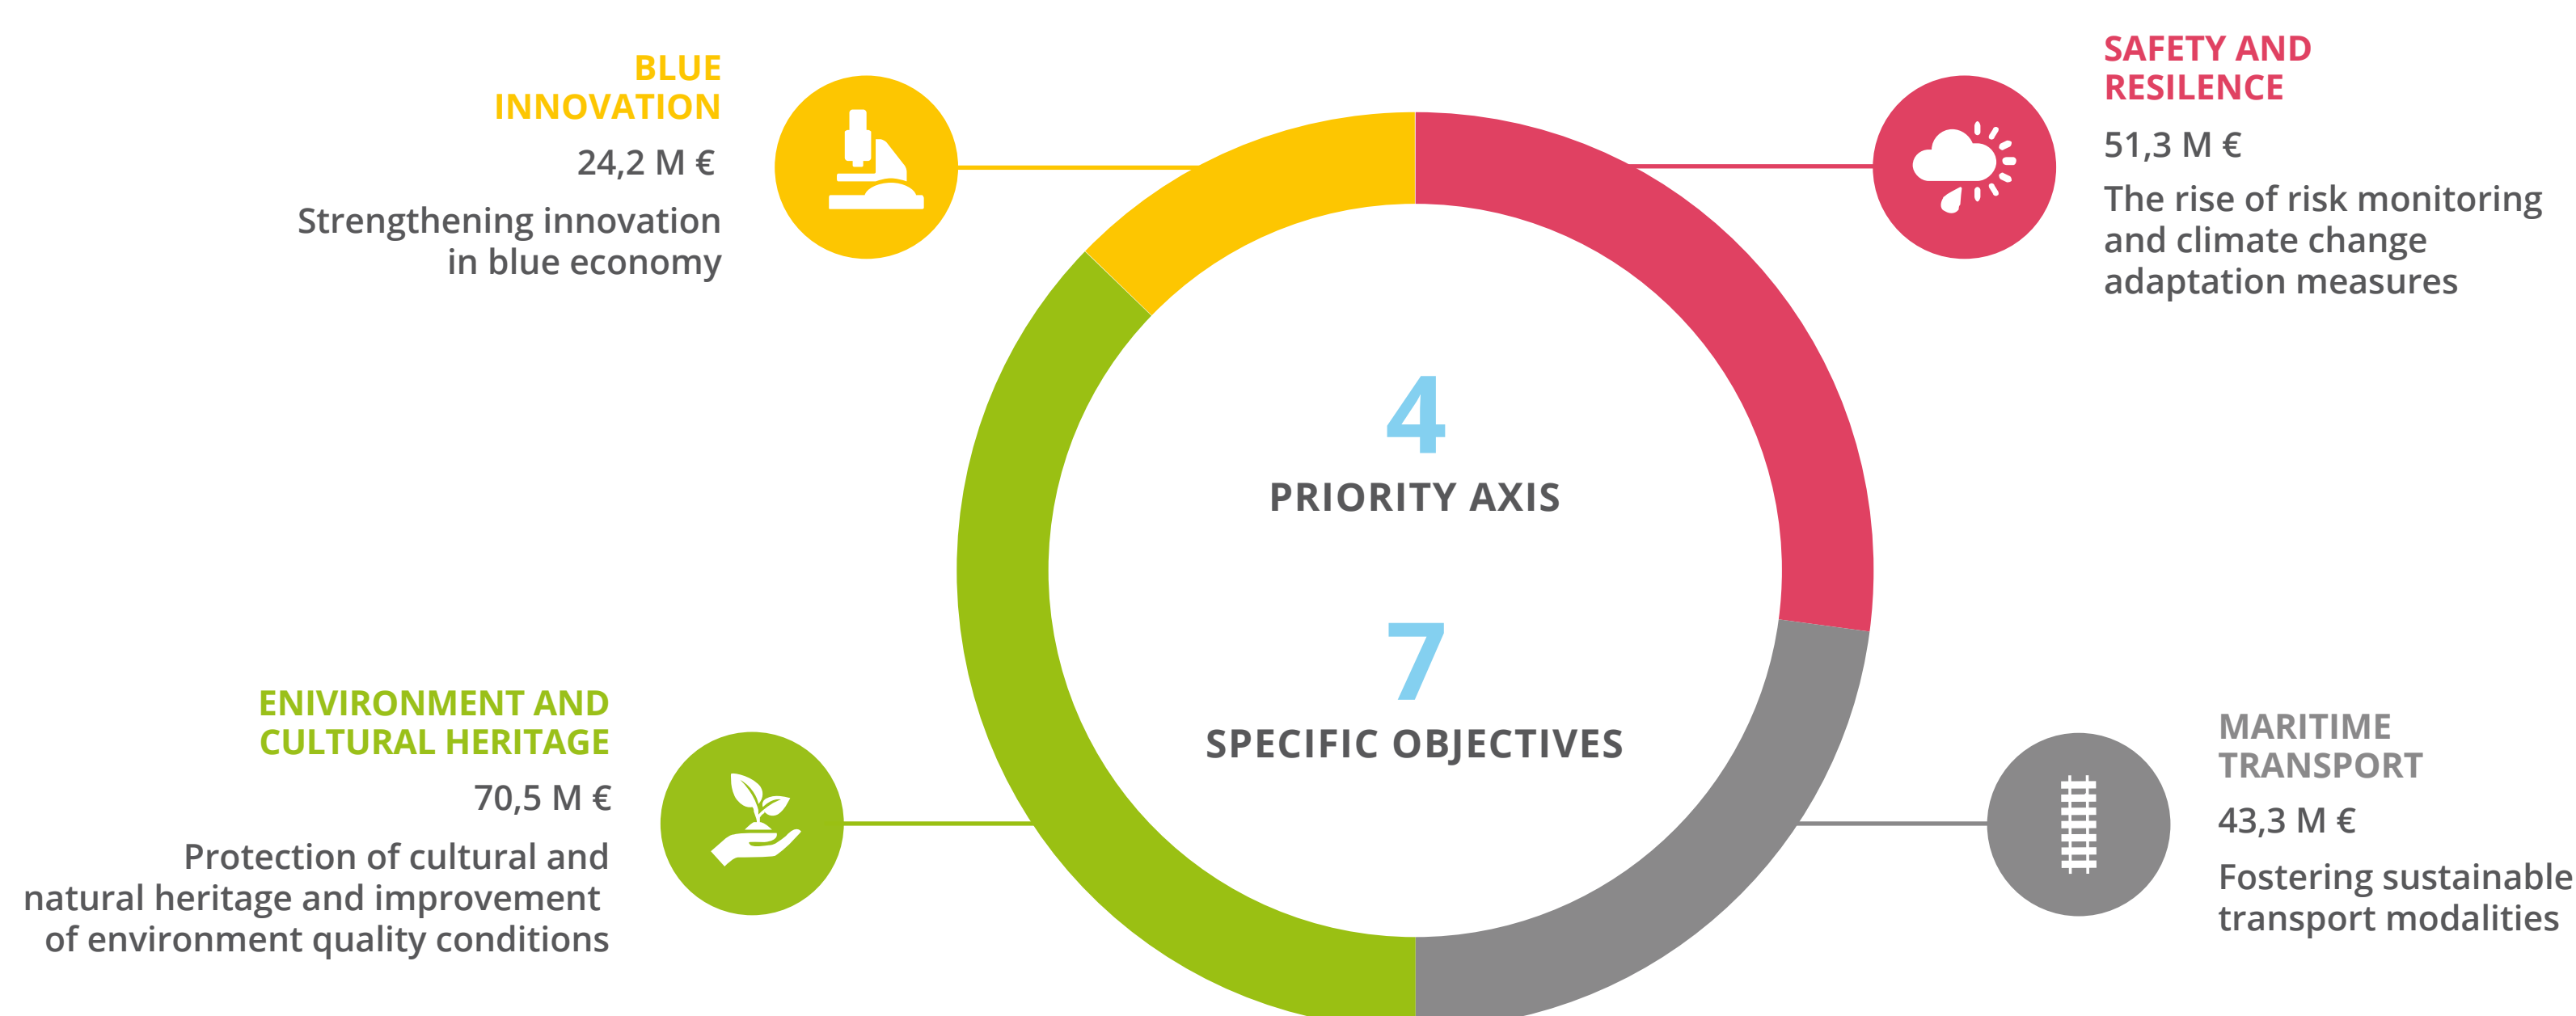 BLUE
INNOVATION
24,2 M €
Strengthening innovation
in blue economy
SAFETY AND
RESILENCE
51,3 M €
The rise of risk monitoring
and climate change
adaptation measures
4
PRIORITY AXIS
7
SPECIFIC OBJECTIVES
ENIVIRONMENT AND
CULTURAL HERITAGE
70,5 M €
Protection of cultural and
natural heritage and improvement
of environment quality conditions
MARITIME
TRANSPORT
43,3 M €
Fostering sustainable
transport modalities